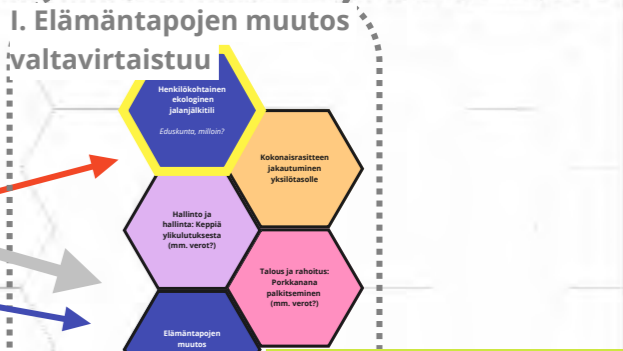 I. Elämäntapojen muutos
valtavirtaistuu
Henkilökohtainen
ekologinen
jalanjälkitili
Eduskunta, milloin?
Kokonaisrasitteen
jakautuminen
yksilötasolle
Hallinto ja
hallinta: Keppiä
ylikulutuksesta
(mm. verot?)
Talous ja rahoitus:
Porkkanana
palkitseminen
(mm. verot?)
Elämäntapojen
muutos